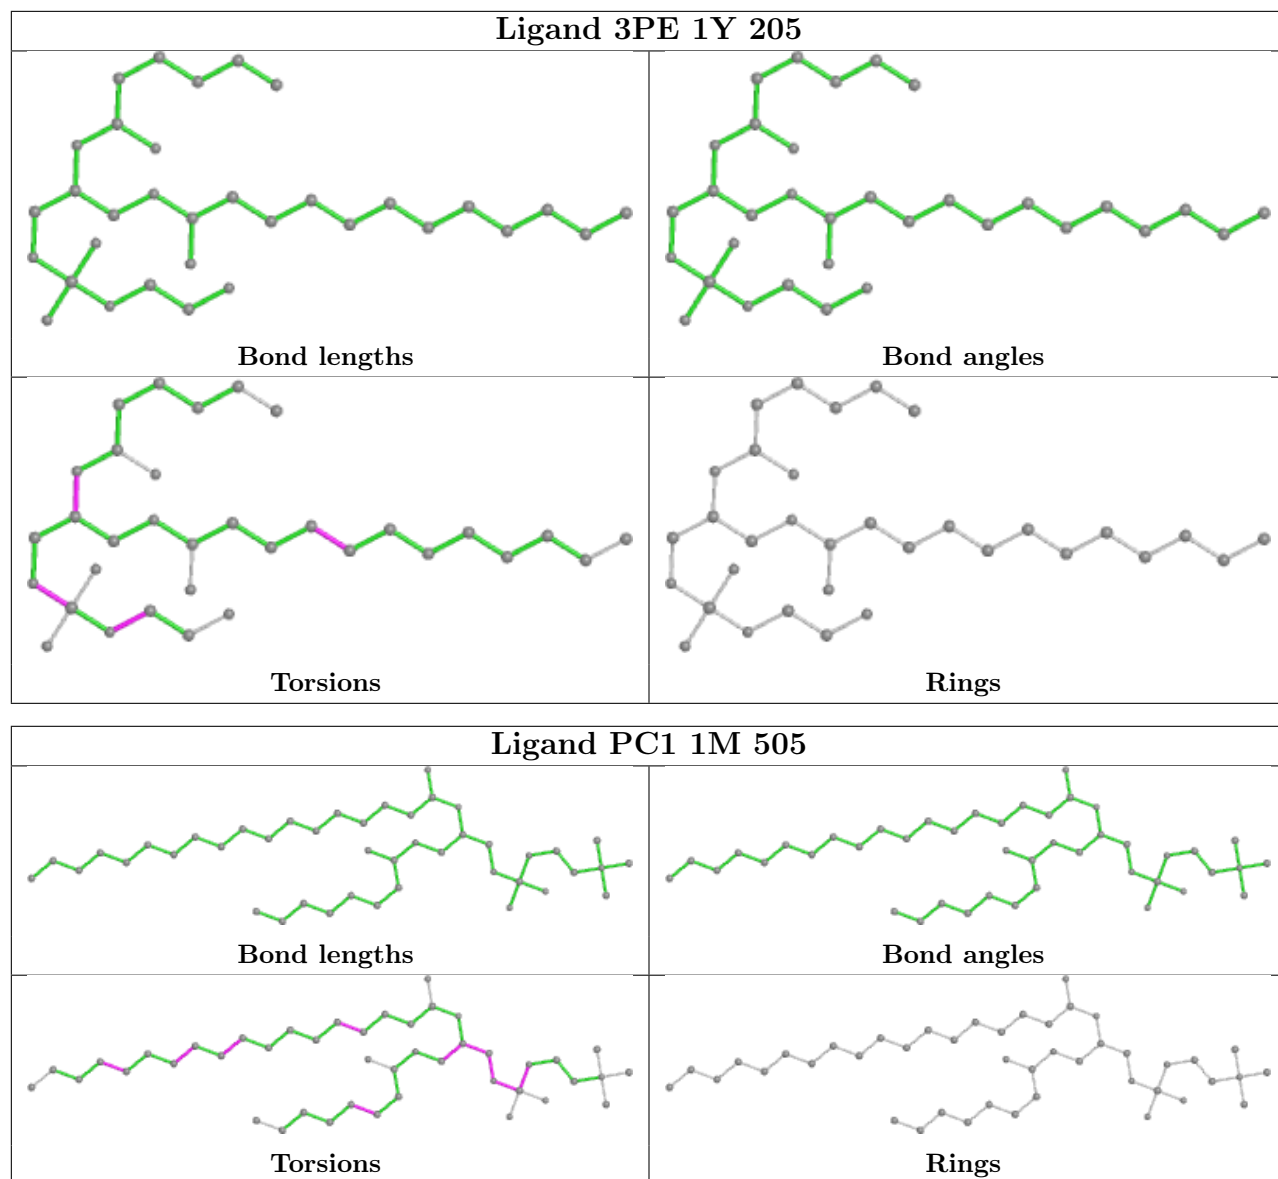 Ligand 3PE 1Y 205
Bond lengths
Bond angles
Torsions
Rings
Ligand PC1 1M 505
Bond lengths
Bond angles
Torsions
Rings